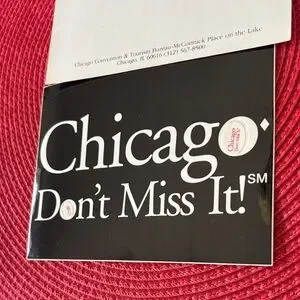 Chicago Convention & Tourism Bureau-McCormick Place on the Lake
Chicago, IL 60616 (312) 567-8500
Chicago
Chicago
Don't Miss It! SM